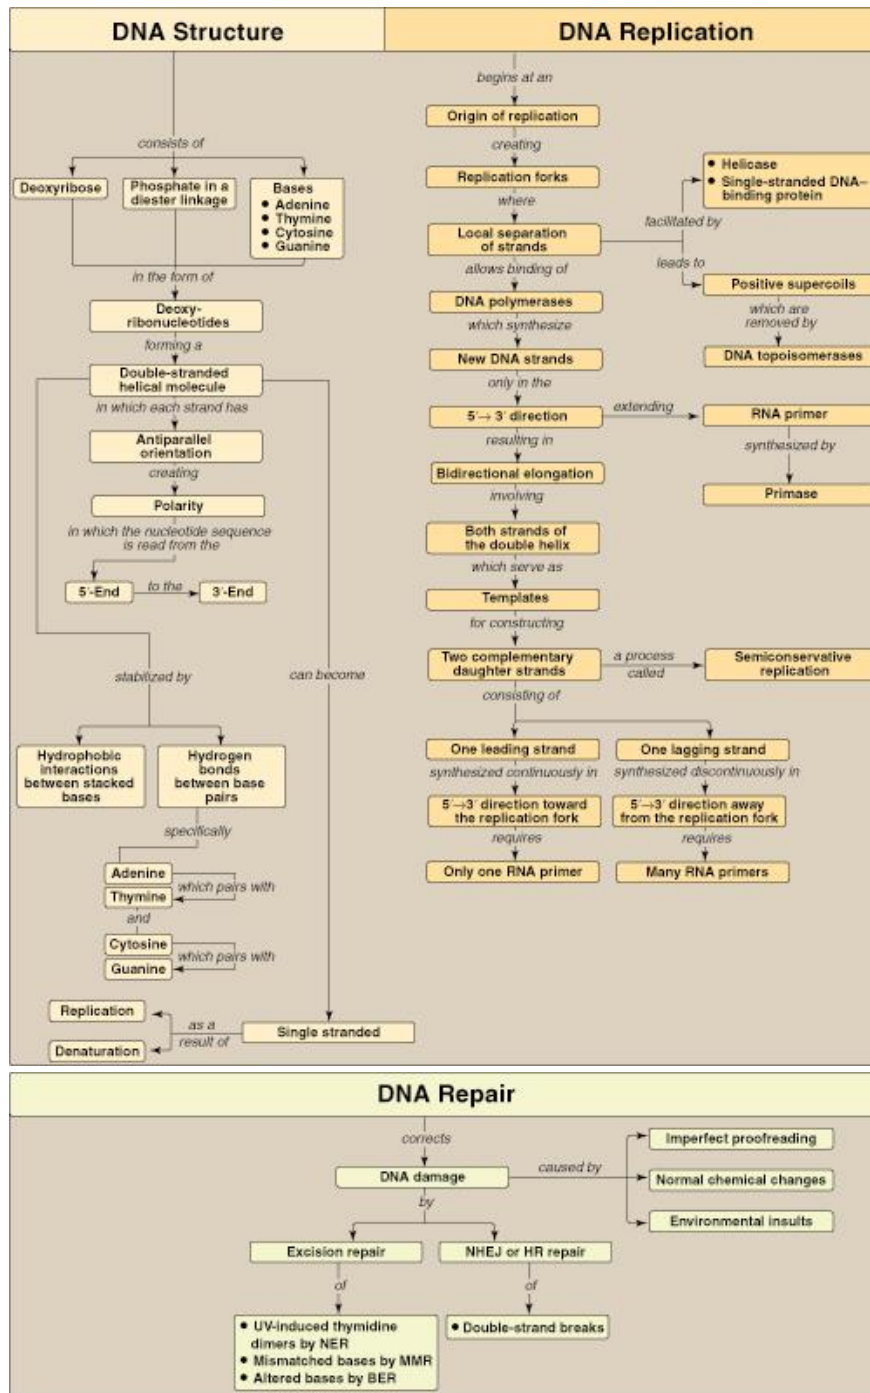 DNA Structure
consists of
Deoxyribose
Phosphate in a
diester linkage
Bases
● Adenine
● Thymine
● Cytosine
● Guanine
in the form of
Deoxy-
ribonucleotides
forming a
Double-stranded
helical molecule
in which each strand has
Antiparallel
orientation
creating
Polarity
in which the nucleotide sequence
is read from the
5′-End
to the
3′-End
stabilized by
can become
Hydrophobic
interactions
between stacked
bases
Hydrogen
bonds
between base
pairs
specifically
Adenine
which pairs with
Thymine
and
Cytosine
which pairs with
Guanine
Replication
Denaturation
as a
result of
Single stranded
DNA Replication
begins at an
Origin of replication
creating
Replication forks
where
Local separation
of strands
facilitated by
● Helicase
● Single-stranded DNA–
binding protein
leads to
Positive supercoils
which are
removed by
DNA topoisomerases
allows binding of
DNA polymerases
which synthesize
New DNA strands
only in the
5′→ 3′ direction
extending
RNA primer
synthesized by
Primase
resulting in
Bidirectional elongation
involving
Both strands of
the double helix
which serve as
Templates
for constructing
Two complementary
daughter strands
a process
called
Semiconservative
replication
consisting of
One leading strand
synthesized continuously in
5′→3′ direction toward
the replication fork
requires
Only one RNA primer
One lagging strand
synthesized discontinuously in
5′→3′ direction away
from the replication fork
requires
Many RNA primers
DNA Repair
corrects
DNA damage
caused by
Imperfect proofreading
Normal chemical changes
Environmental insults
by
Excision repair
of
● UV-induced thymidine
dimers by NER
● Mismatched bases by MMR
● Altered bases by BER
NHEJ or HR repair
of
● Double-strand breaks